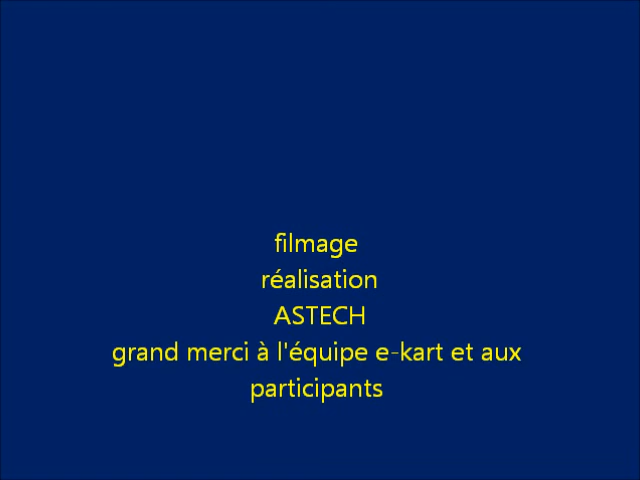 filmage
réalisation
ASTECH
grand merci à l'équipe e-kart et aux
participants